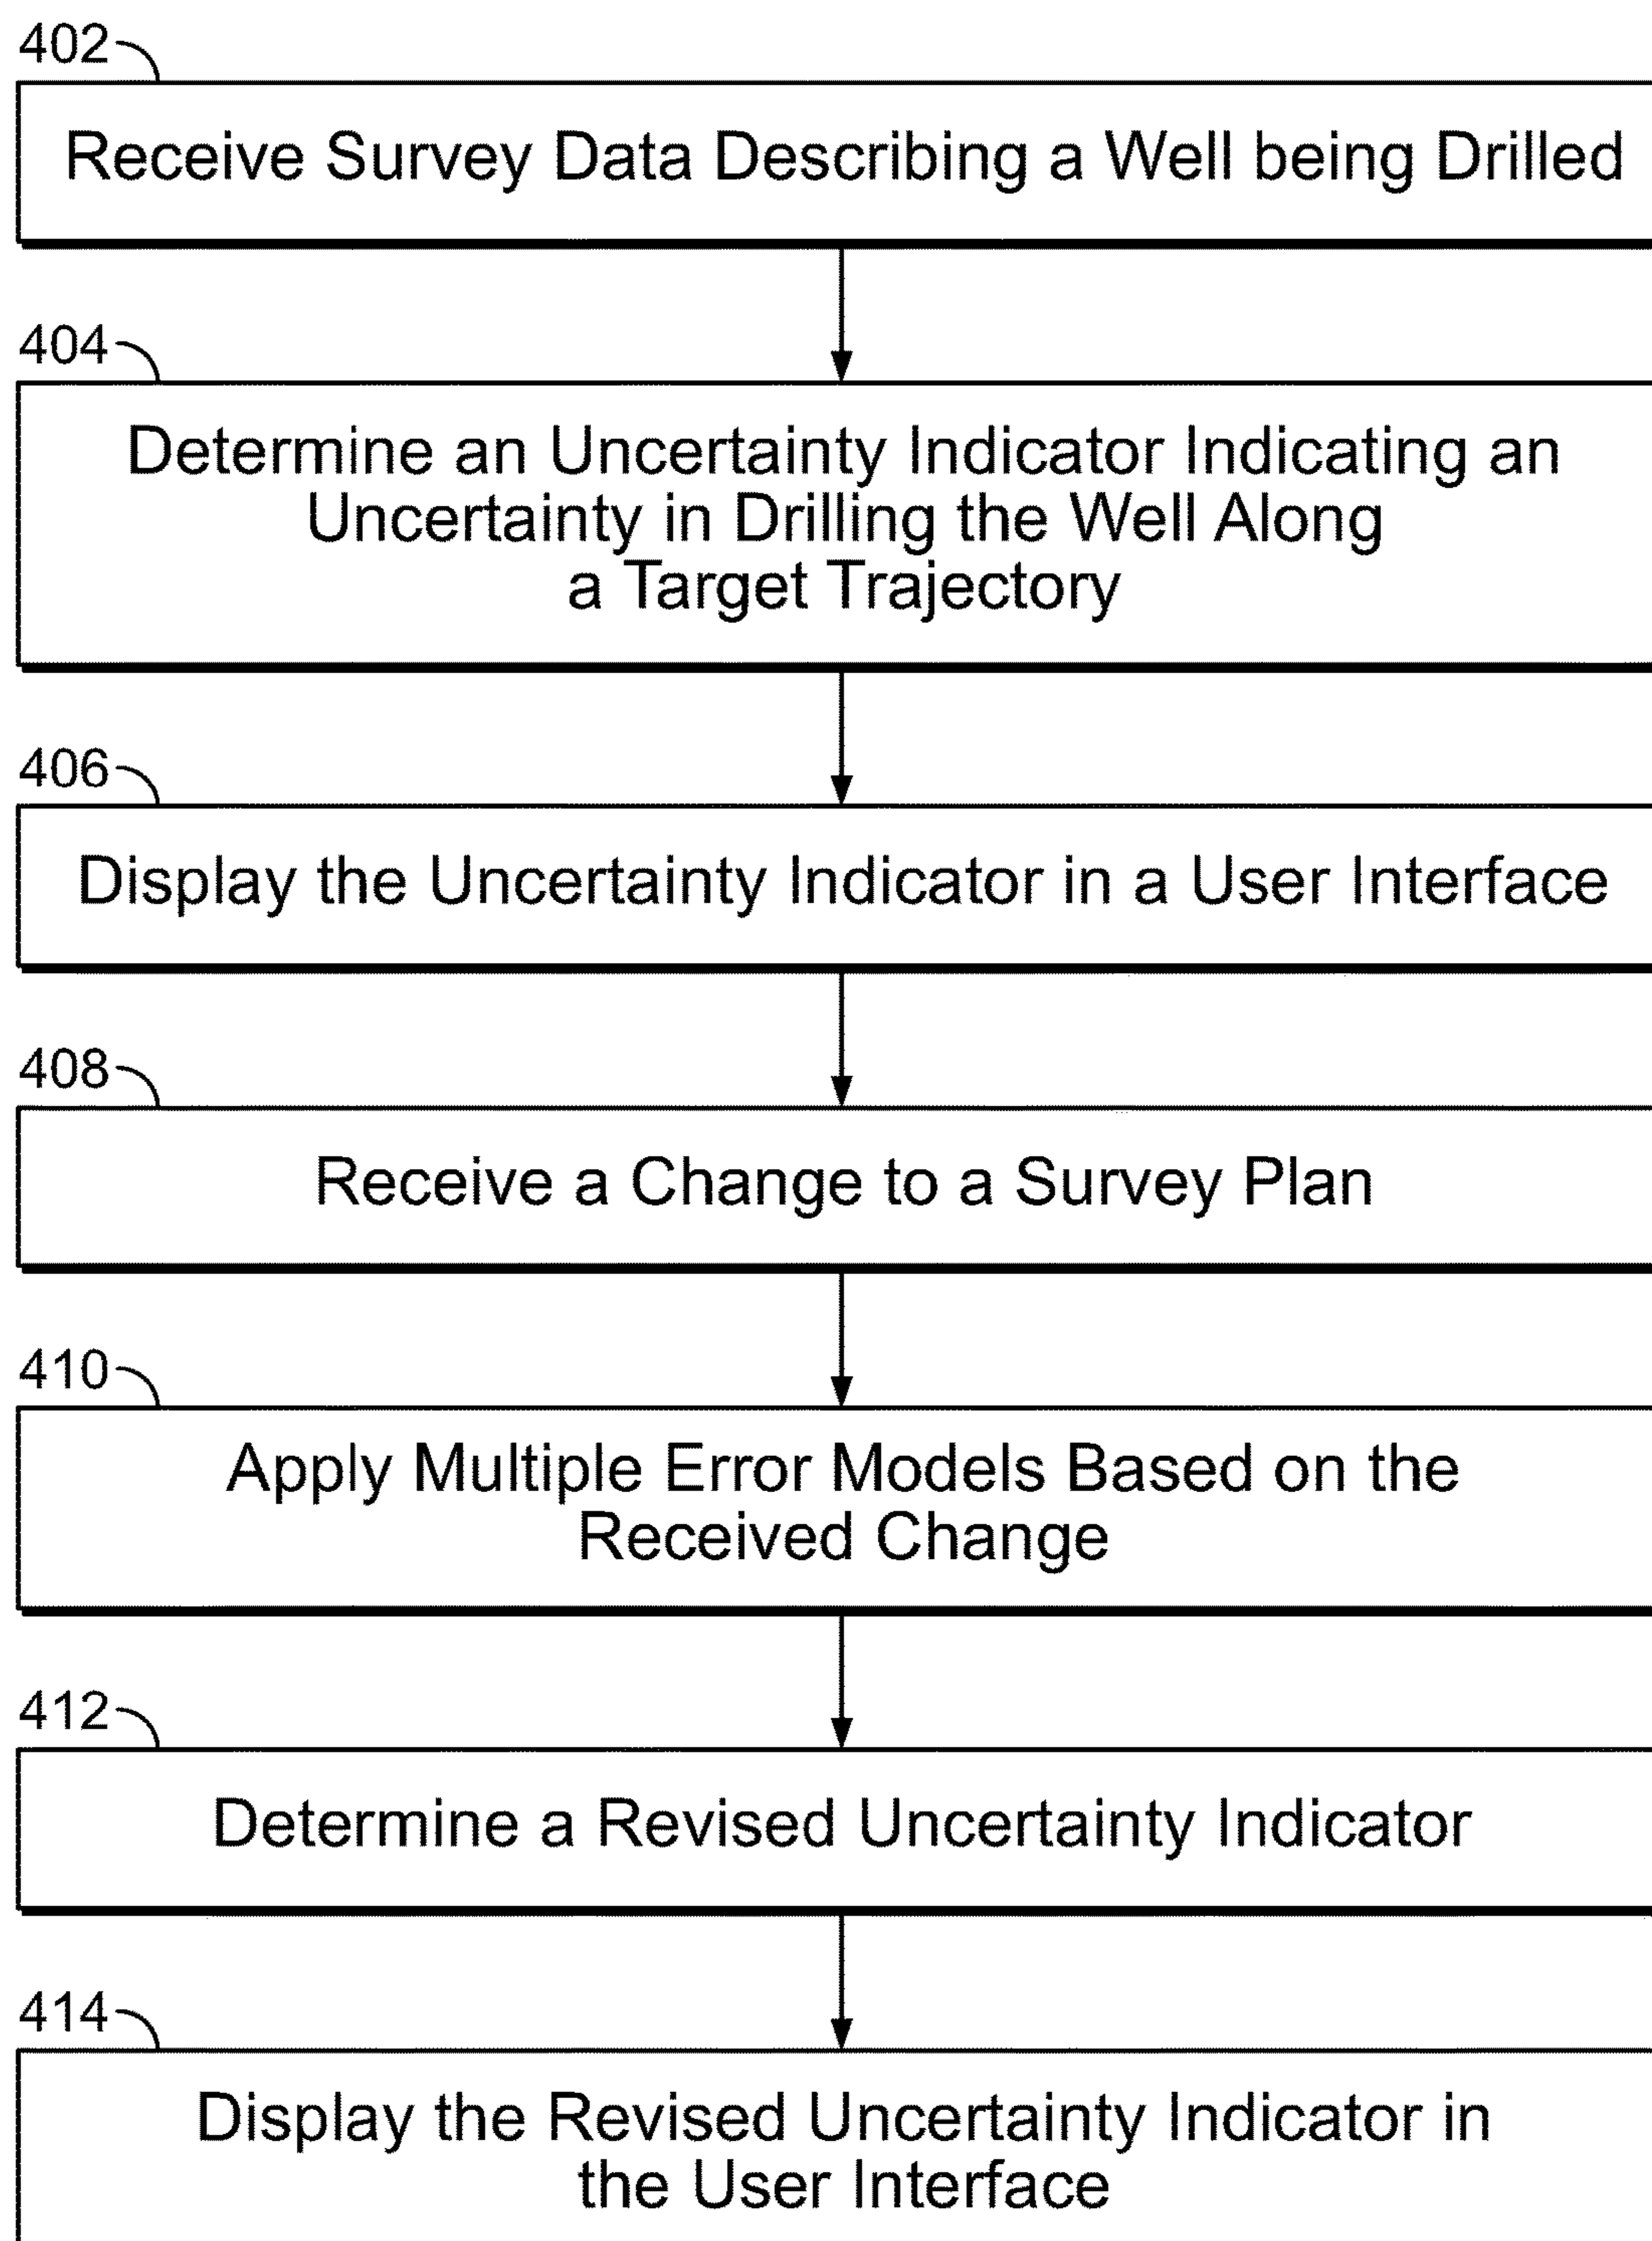 402
Receive Survey Data Describing a Well being Drilled
404
Determine an Uncertainty Indicator Indicating an
Uncertainty in Drilling the Well Along
a Target Trajectory
406
Display the Uncertainty Indicator in a User Interface
408
Receive a Change to a Survey Plan
410
Apply Multiple Error Models Based on the
Received Change
412
Determine a Revised Uncertainty Indicator
414
Display the Revised Uncertainty Indicator in
the User Interface